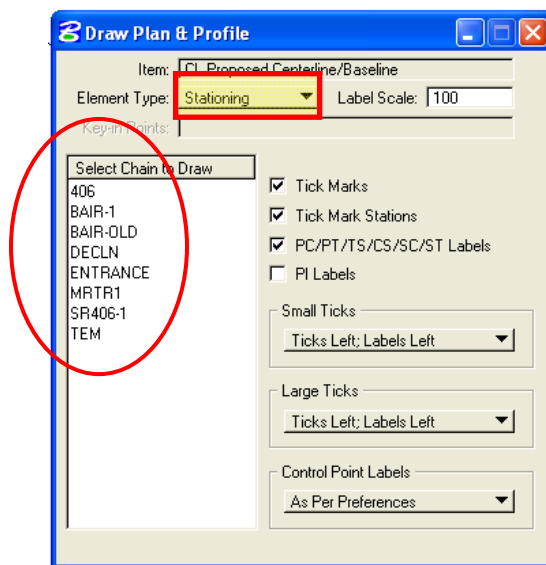 Draw Plan & Profile
Item: CL Proposed Centerline/Baseline
Element Type: Stationing Label Scale: 100
Key-in Points:
Select Chain to Draw
406
BAIR-1
BAIR-OLD
DECLN
ENTRANCE
MRTR1
SR406-1
TEM
Tick Marks
Tick Mark Stations
PC/PT/TS/CS/SC/ST Labels
PI Labels
Small Ticks
Ticks Left; Labels Left
Large Ticks
Ticks Left; Labels Left
Control Point Labels
As Per Preferences